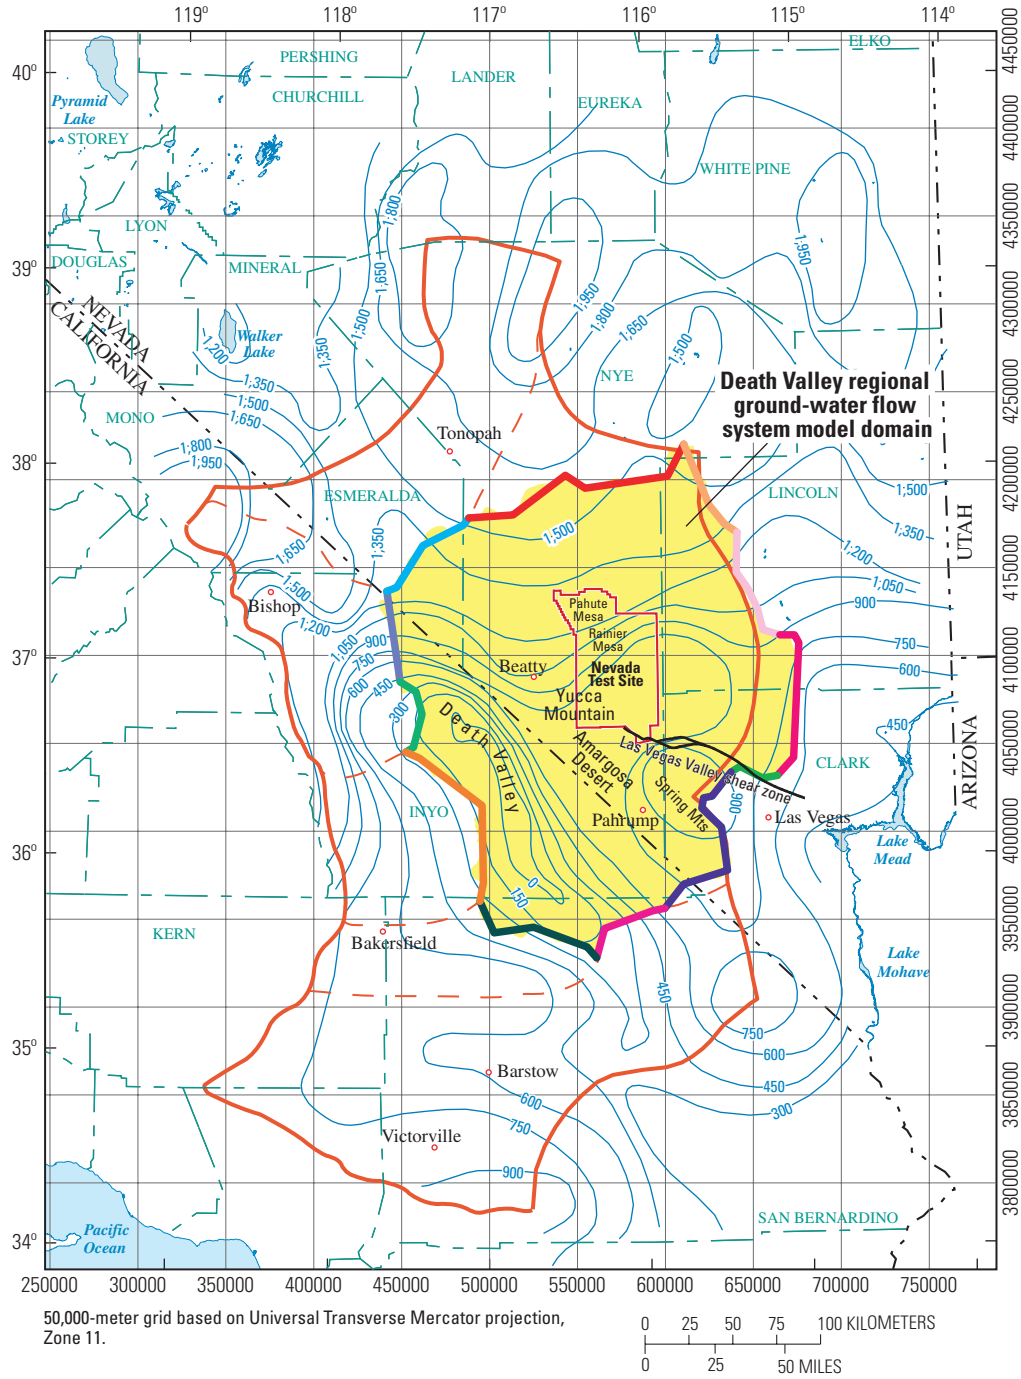 119°
118°
117°
116°
115°
114°
40°
39°
38°
37°
36°
35°
34°
4450000
4400000
4350000
4300000
4250000
4200000
4150000
4100000
4050000
4000000
3950000
3900000
3850000
3800000
PERSHING
CHURCHILL
LANDER
EUREKA
ELKO
WHITE PINE
Pyramid
Lake
STOREY
LYON
DOUGLAS
MINERAL
1,800
1,650
1,500
1,350
1,950
1,950
1,800
1,650
1,500
NEVADA
CALIFORNIA
Walker
Lake
1,200
1,350
1,500
1,650
MONO
1,800
1,950
NYE
Death Valley regional
ground-water flow
system model domain
Tonopah
ESMERALDA
LINCOLN
UTAH
1,500
1,350
1,200
1,050
900
750
600
450
1,350
1,500
1,650
1,500
1,200
Bishop
1,050
900
750
600
450
300
Pahute
Mesa
Rainier
Mesa
Nevada
Test Site
Beatty
Yucca
Mountain
Death Valley
Amargosa
Desert
Las Vegas Valley shear zone
Spring Mts
Pahrump
900
Las Vegas
CLARK
ARIZONA
Lake
Mead
INYO
0
150
KERN
Bakersfield
Lake
Mohave
450
750
600
450
300
Barstow
600
750
Victorville
900
SAN BERNARDINO
Pacific
Ocean
250000
300000
350000
400000
450000
500000
550000
600000
650000
700000
750000
50,000-meter grid based on Universal Transverse Mercator projection,
Zone 11.
0 25 50 75 100 KILOMETERS
0 25 50 MILES